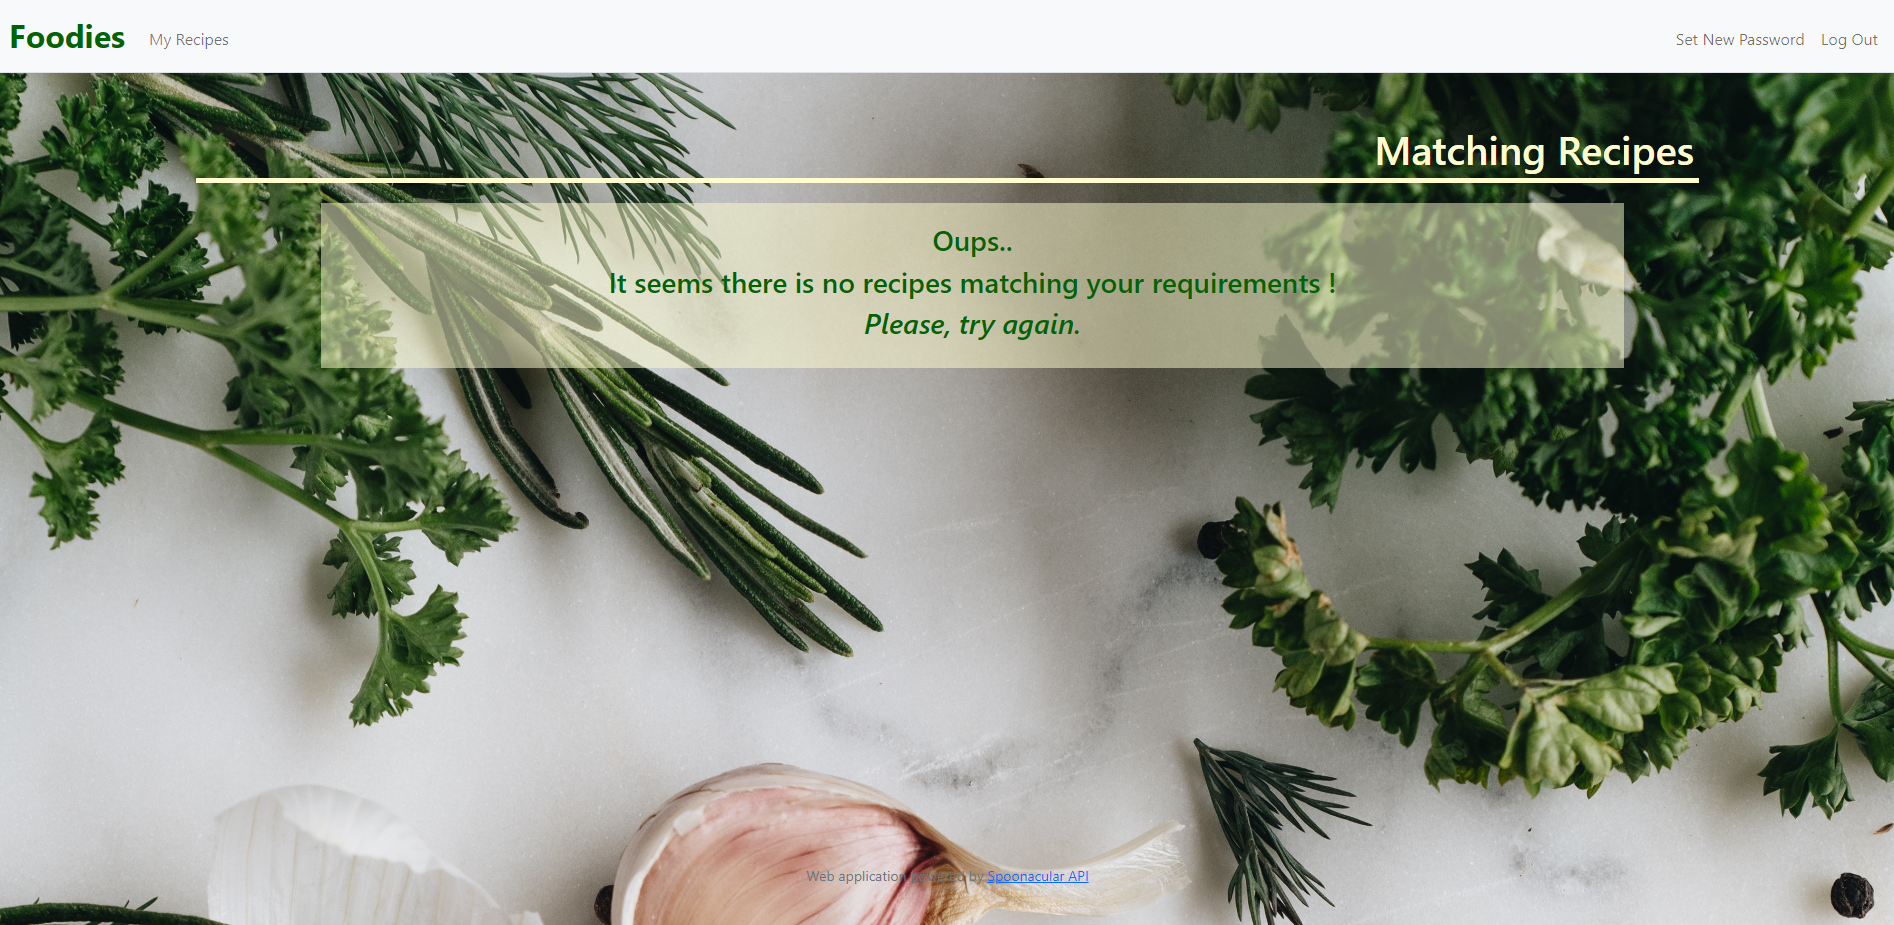 Foodies
My Recipes
Set New Password
Log Out
Matching Recipes
Oups..
It seems there is no recipes matching your requirements !
Please, try again.
Web application powered by Spoonacular API